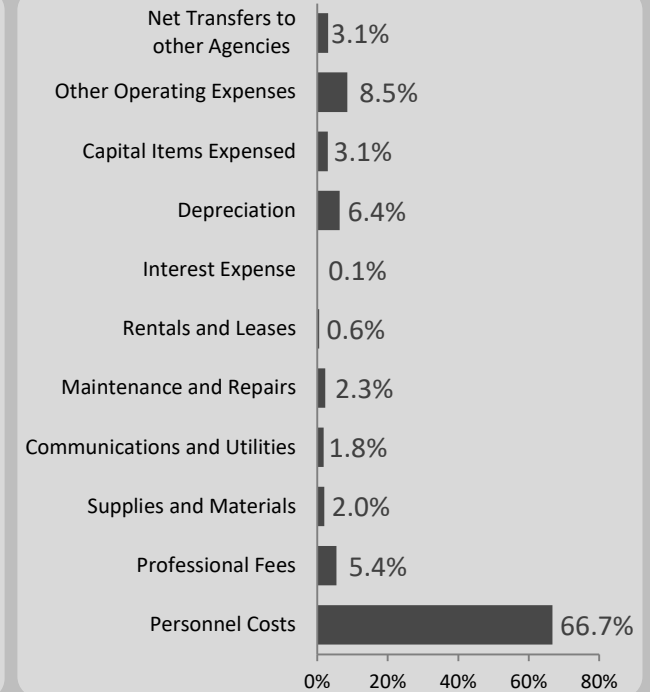 Net Transfers to
other Agencies
3.1%
Other Operating Expenses
8.5%
Capital Items Expensed
3.1%
Depreciation
6.4%
Interest Expense
0.1%
Rentals and Leases
0.6%
Maintenance and Repairs
2.3%
Communications and Utilities
1.8%
Supplies and Materials
2.0%
Professional Fees
5.4%
Personnel Costs
66.7%
0% 20% 40% 60% 80%